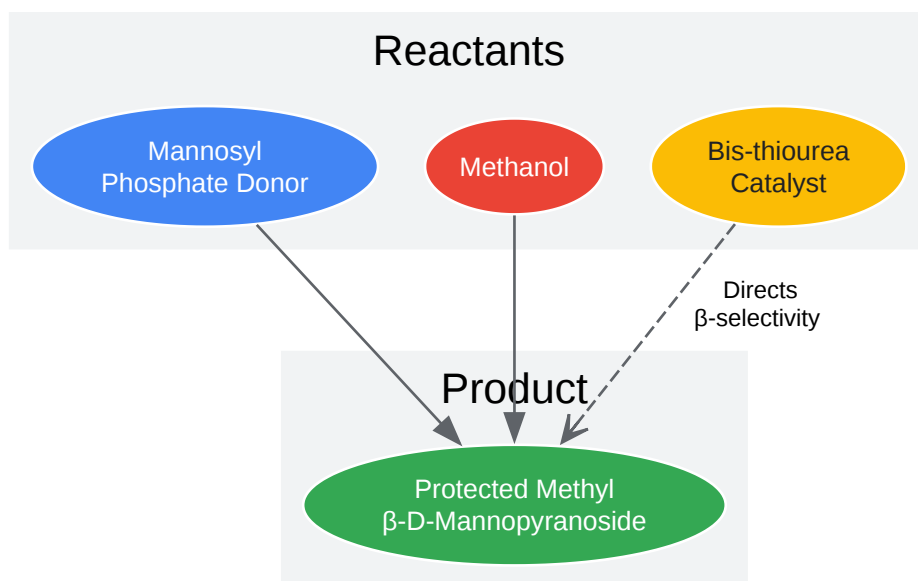 Reactants
Mannosyl
Phosphate Donor
Methanol
Bis-thiourea
Catalyst
Directs
β-selectivity
Product
Protected Methyl
β-D-Mannopyranoside